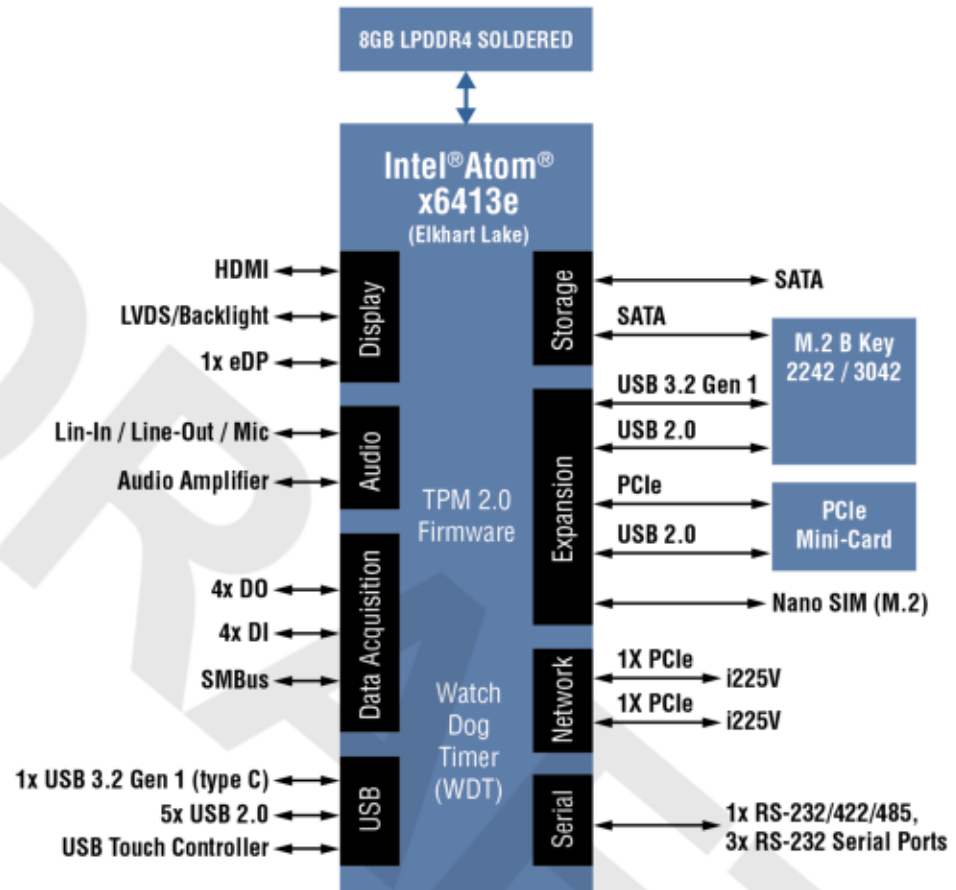 8GB LPDDR4 SOLDERED
Intel®Atom®
x6413e
(Elkhart Lake)
HDMI
LVDS/Backlight
1x eDP
Display
Lin-In / Line-Out / Mic
Audio Amplifier
Audio
4x DO
4x DI
SMBus
Data Acquisition
1x USB 3.2 Gen 1 (type C)
5x USB 2.0
USB Touch Controller
USB
TPM 2.0
Firmware
Watch
Dog
Timer
(WDT)
Storage
SATA
SATA
M.2 B Key
2242 / 3042
Expansion
USB 3.2 Gen 1
USB 2.0
PCIe
USB 2.0
PCIe
Mini-Card
Nano SIM (M.2)
Network
1X PCIe
i225V
1X PCIe
i225V
Serial
1x RS-232/422/485,
3x RS-232 Serial Ports
DRAFT